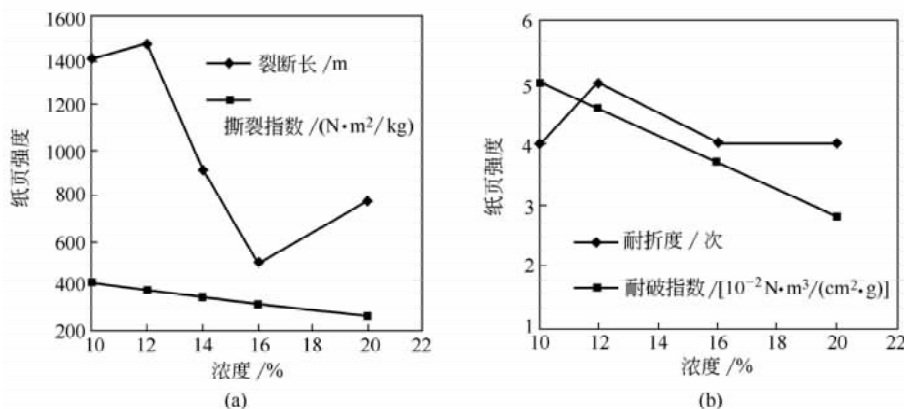 1600
1400
1200
1000
800
600
400
200
纸页强度
裂断长/m
撕裂指数/(N·m²/kg)
10 12 14 16 18 20 22
浓度/%
(a)
6
5
4
3
2
1
纸页强度
耐折度/次
耐破指数/[10⁻²N·m³/(cm²·g)]
10 12 14 16 18 20 22
浓度/%
(b)